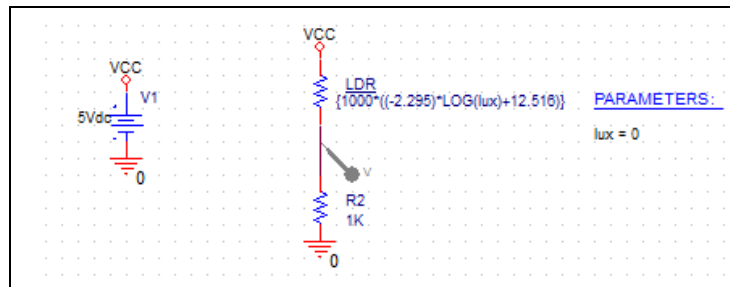 VCC
V1
5Vdc
0
VCC
LDR
{1000*((-2.295)*LOG(lux)+12.516)}
V
R2
1K
0
PARAMETERS:
lux = 0